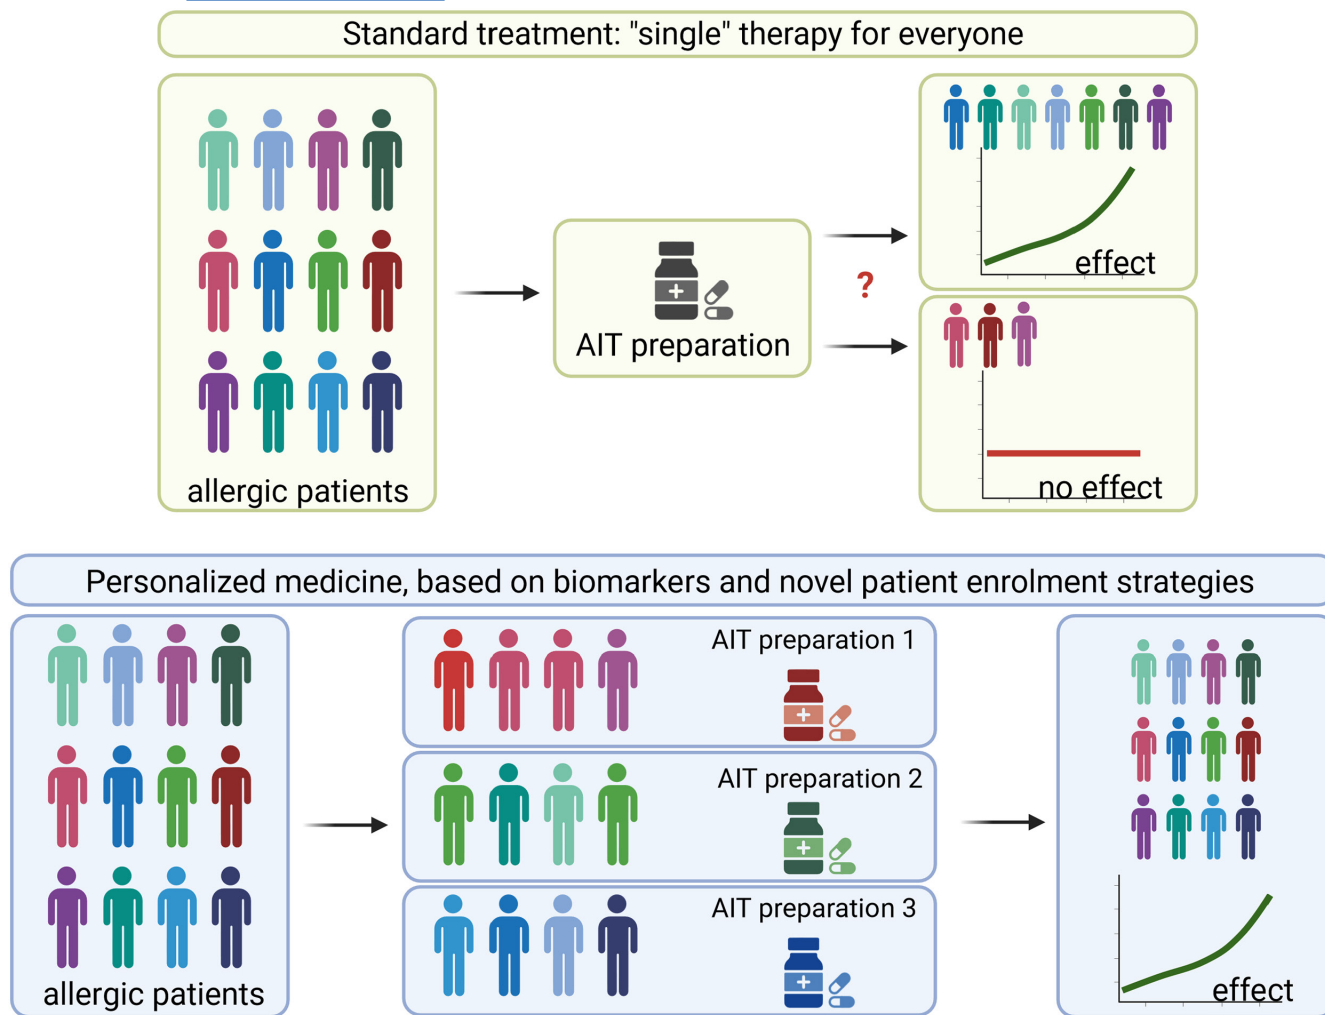 Standard treatment: "single" therapy for everyone
allergic patients
AIT preparation
?
effect
no effect
Personalized medicine, based on biomarkers and novel patient enrolment strategies
allergic patients
AIT preparation 1
AIT preparation 2
AIT preparation 3
effect